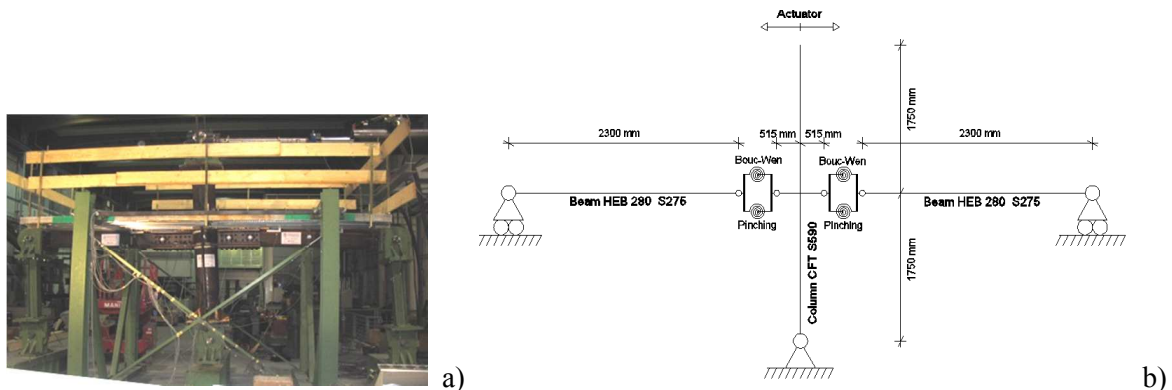 Actuator
1750 mm
2300 mm
515 mm
515 mm
2300 mm
Bouc-Wen
Bouc-Wen
Beam HEB 280 S275
Beam HEB 280 S275
Pinching
Pinching
Column CFT S590
1750 mm
a)
b)